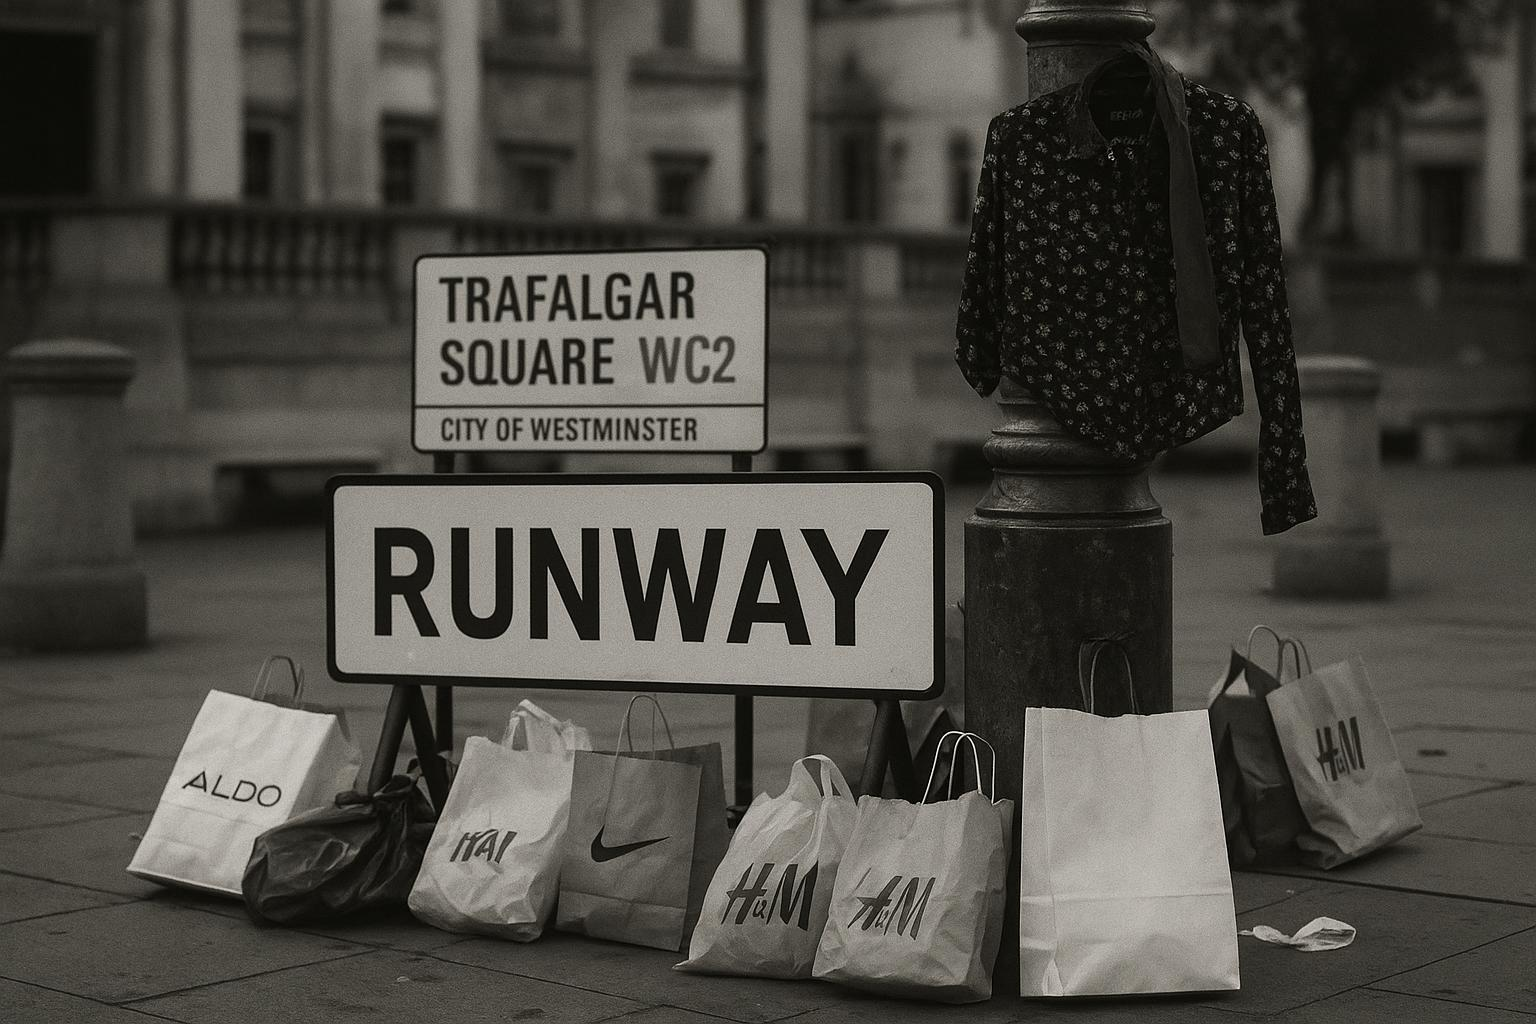 TRAFALGAR
SQUARE WC2
CITY OF WESTMINSTER
RUNWAY
ALDO
H&M
H&M
H&M